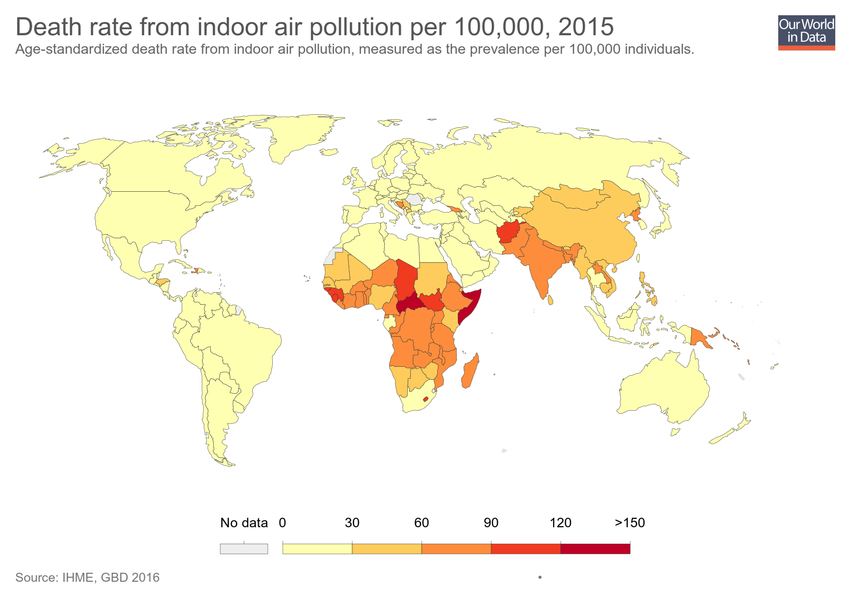 Death rate from indoor air pollution per 100,000, 2015
Age-standardized death rate from indoor air pollution, measured as the prevalence per 100,000 individuals.
Our World
in Data
No data 0 30 60 90 120 >150
Source: IHME, GBD 2016